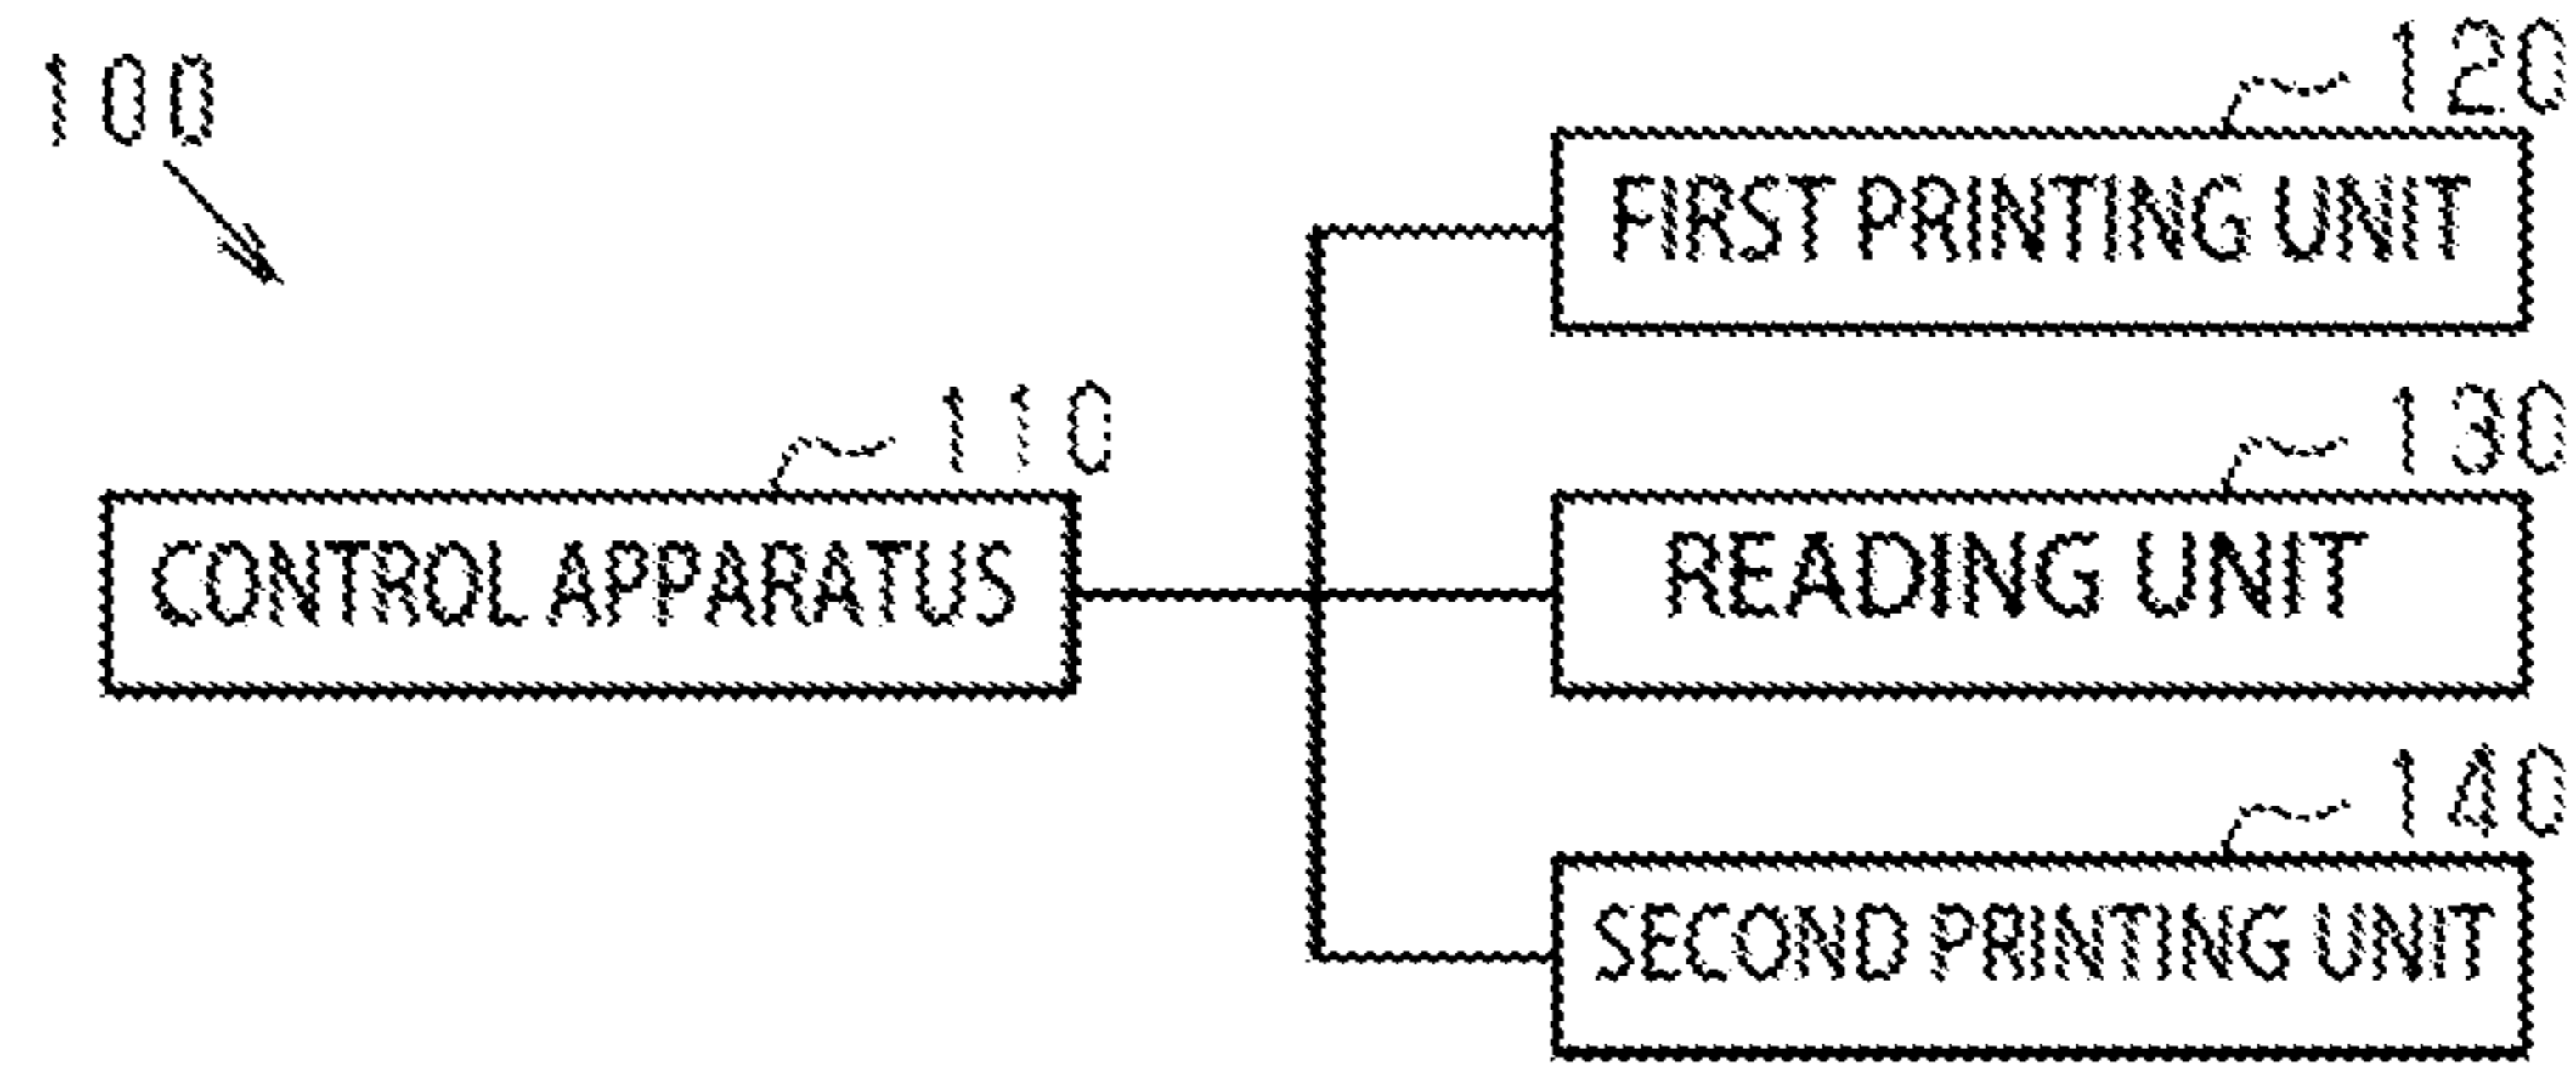 100
120
FIRST PRINTING UNIT
110
CONTROL APPARATUS
130
READING UNIT
140
SECOND PRINTING UNIT